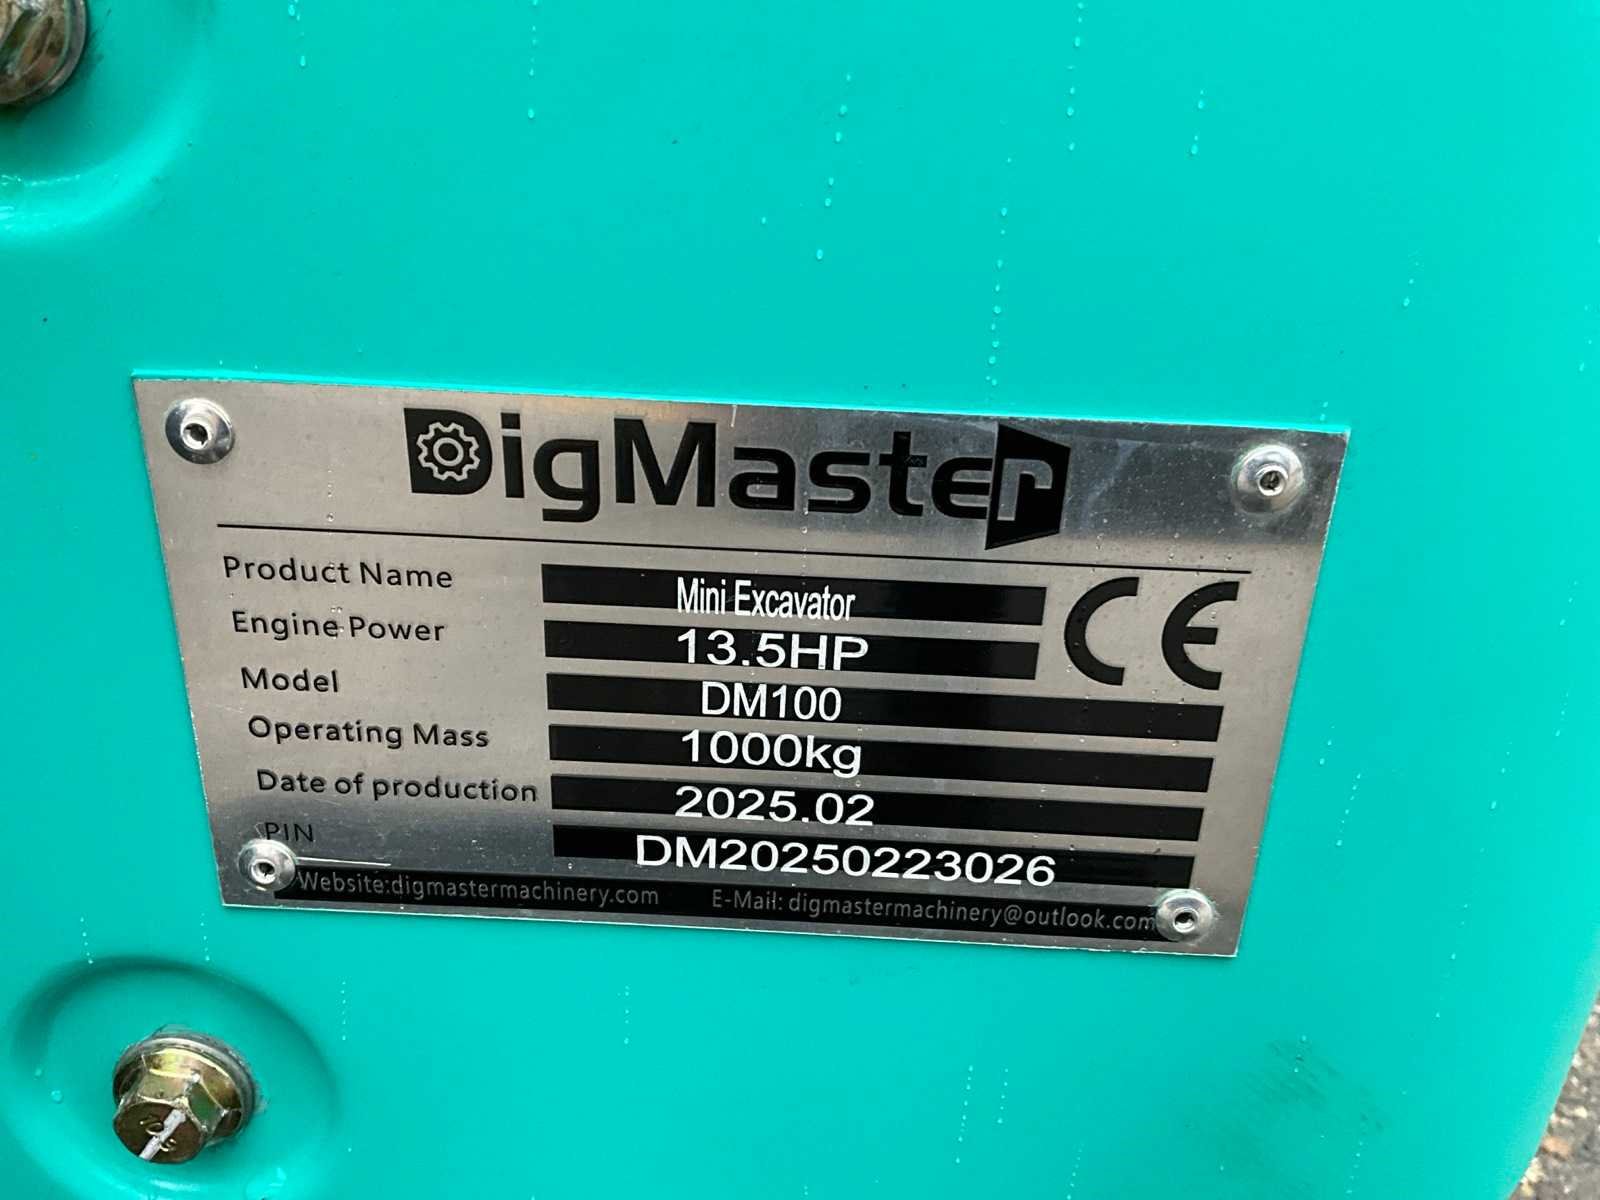 DigMaster
Product Name Mini Excavator
Engine Power 13.5HP
Model DM100
Operating Mass 1000kg
Date of production 2025.02
PIN DM20250223026
CE
Website:digmastermachinery.com E-Mail: digmastermachinery@outlook.com